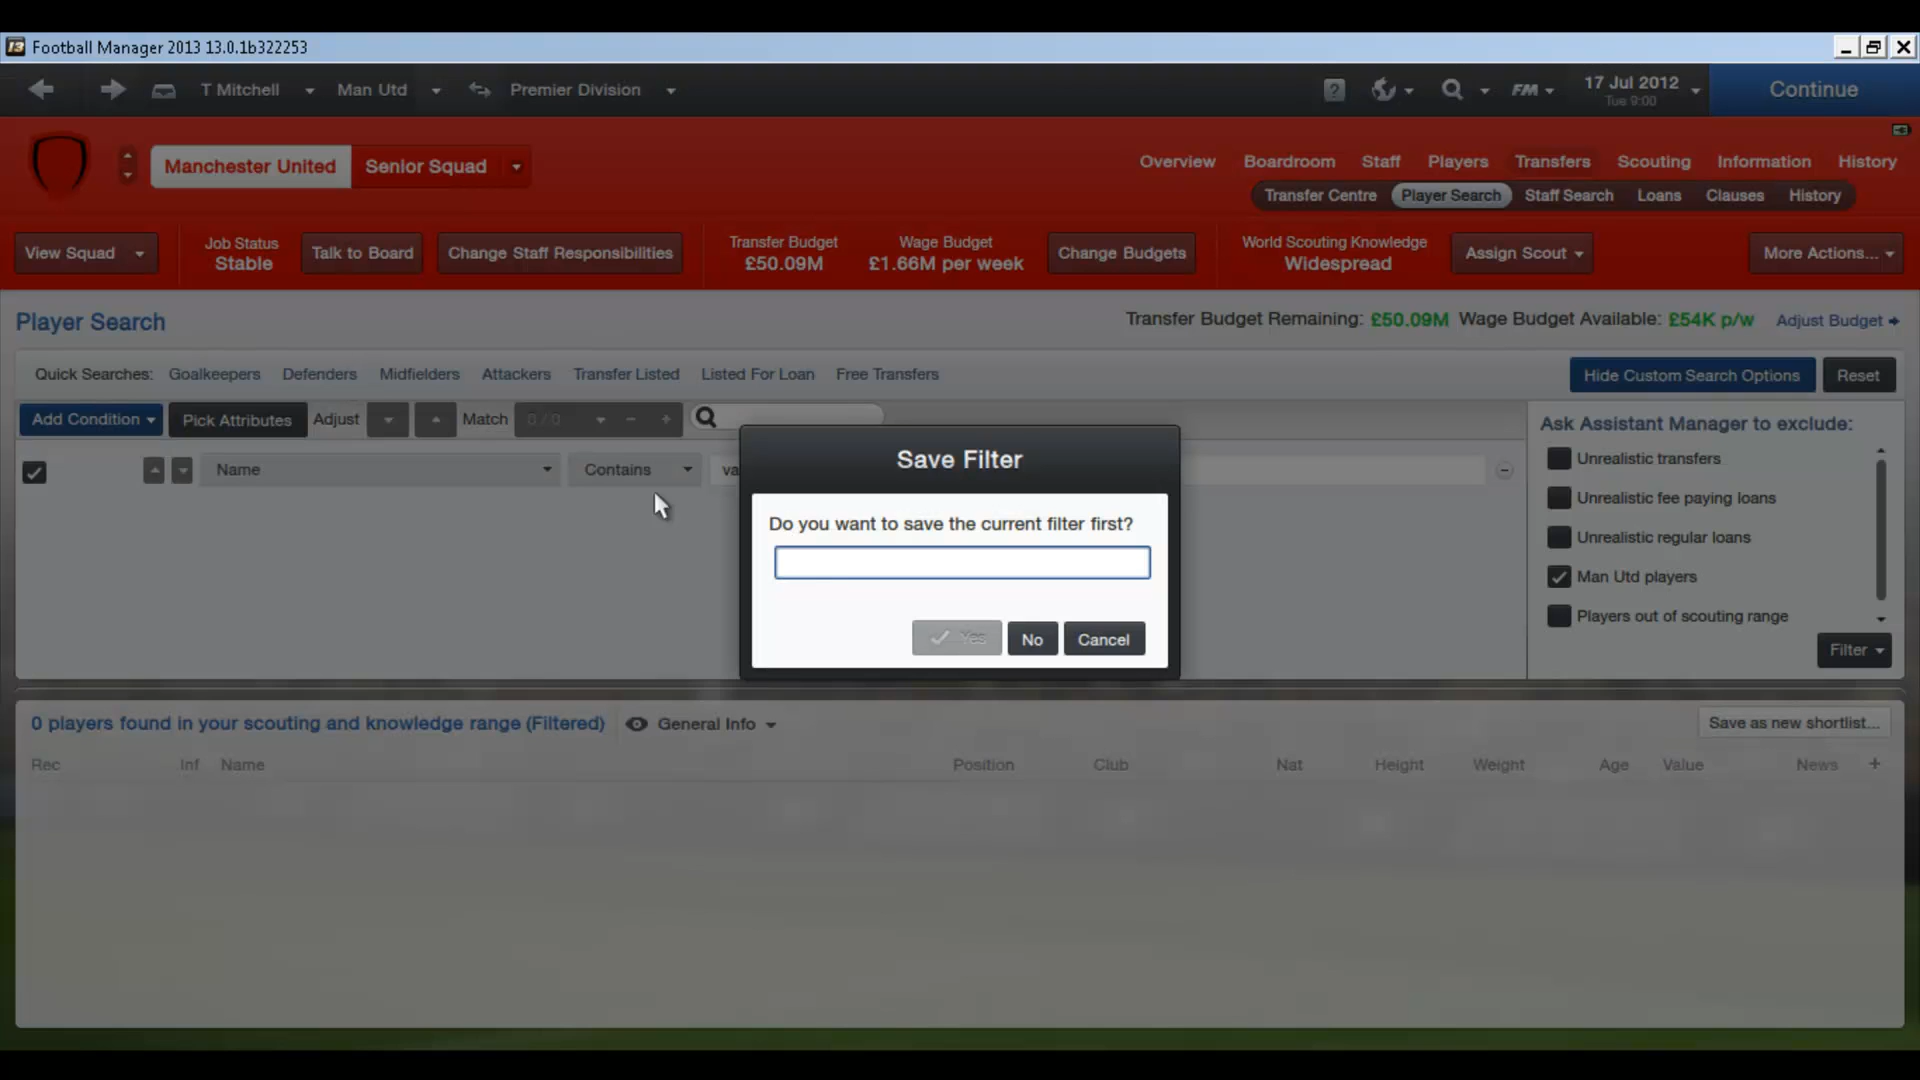 Football Manager 2013 13.0.1b322253
T Mitchell Man Utd Premier Division ? FM 17 Jul 2012 Continue
Tue 9:00
Manchester United Senior Squad
Overview Boardroom Staff Players Transfers Scouting Information History
Transfer Centre Player Search Staff Search Loans Clauses History
View Squad Job Status Talk to Board Change Staff Responsibilities Transfer Budget Wage Budget Change Budgets World Scouting Knowledge Assign Scout More Actions...
Stable £50.09M £1.66M per week Widespread
Player Search Transfer Budget Remaining: £50.09M Wage Budget Available: £54K p/w Adjust Budget
Quick Searches: Goalkeepers Defenders Midfielders Attackers Transfer Listed Listed For Loan Free Transfers Hide Custom Search Options Reset
Add Condition Pick Attributes Adjust Match 0 / 0 - +
Ask Assistant Manager to exclude:
Unrealistic transfers
Unrealistic fee paying loans
Unrealistic regular loans
Man Utd players
Players out of scouting range
Filter
Name Contains va
Save Filter
Do you want to save the current filter first?
Yes No Cancel
0 players found in your scouting and knowledge range (Filtered) General Info Save as new shortlist...
Rec Inf Name Position Club Nat Height Weight Age Value News +